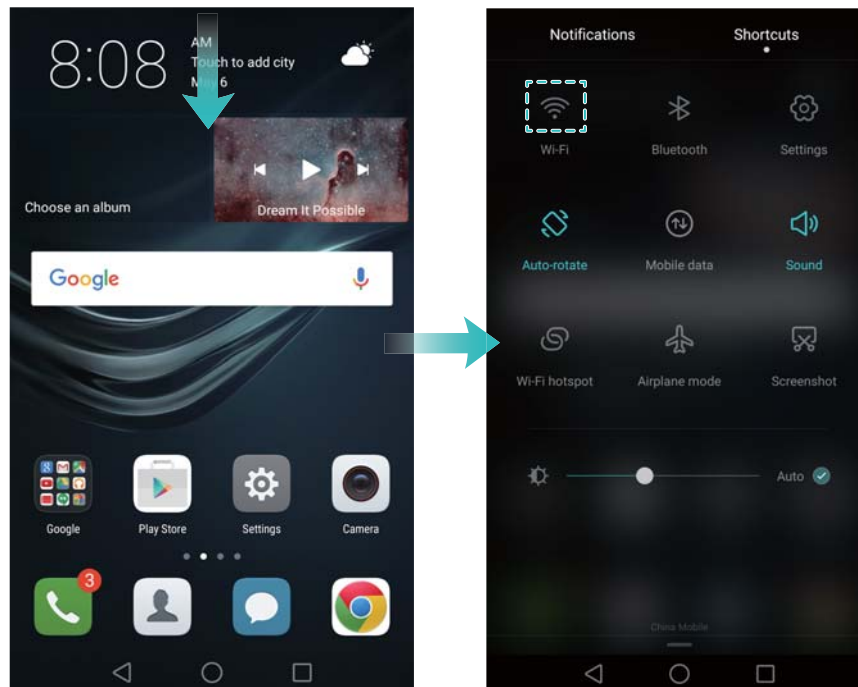 8:08
AM
Touch to add city
May 6
Choose an album
Dream It Possible
Google
Google
Play Store
Settings
Camera
3
Notifications
Shortcuts
Wi-Fi
Bluetooth
Settings
Auto-rotate
Mobile data
Sound
Wi-Fi hotspot
Airplane mode
Screenshot
Auto
China Mobile